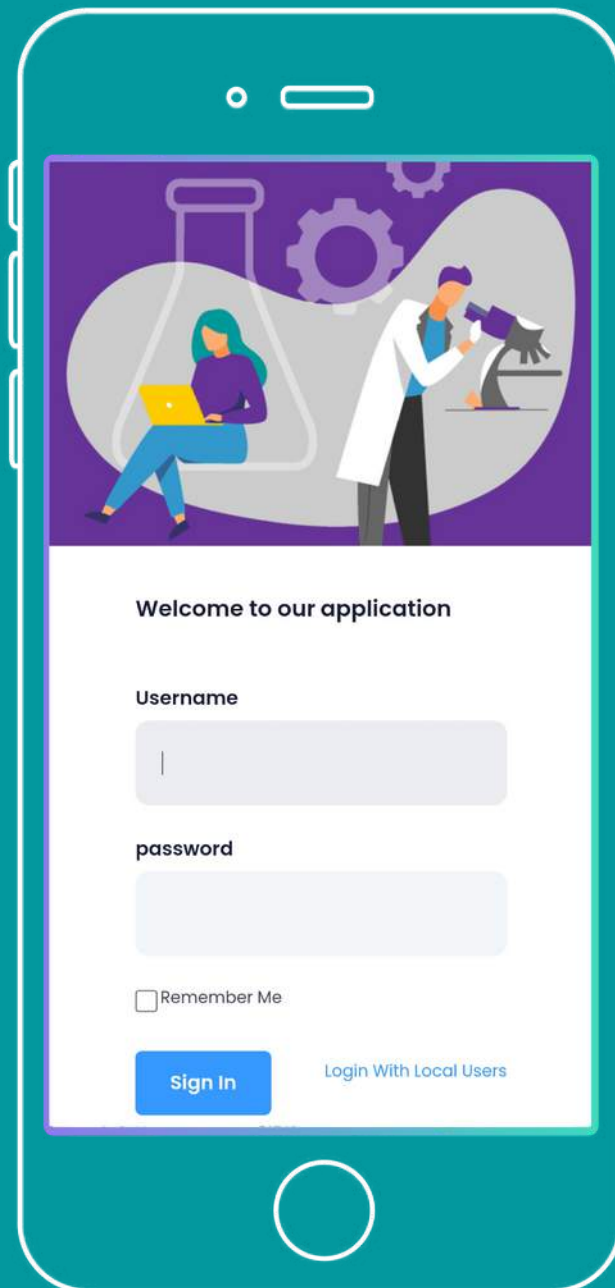 Welcome to our application
Username
password
Remember Me
Sign In
Login With Local Users